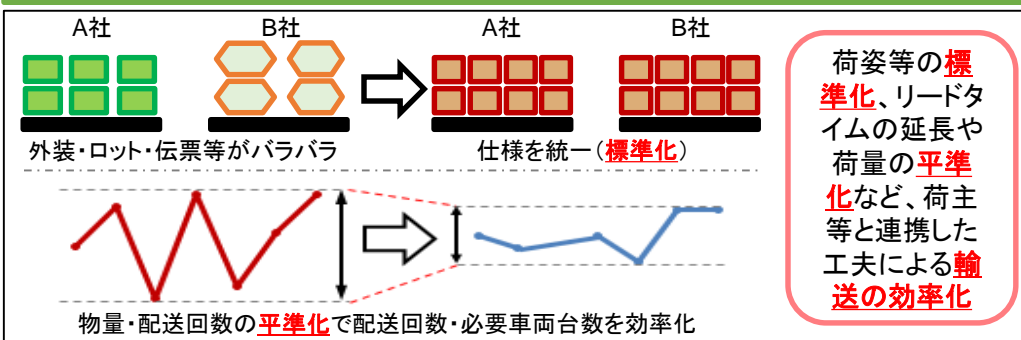 A社
B社
A社
B社
外装・ロット・伝票等がバラバラ
仕様を統一（標準化）
物量・配送回数の平準化で配送回数・必要車両台数を効率化
荷姿等の標
準化、リードタ
イムの延長や
荷量の平準
化など、荷主
等と連携した
工夫による輸
送の効率化